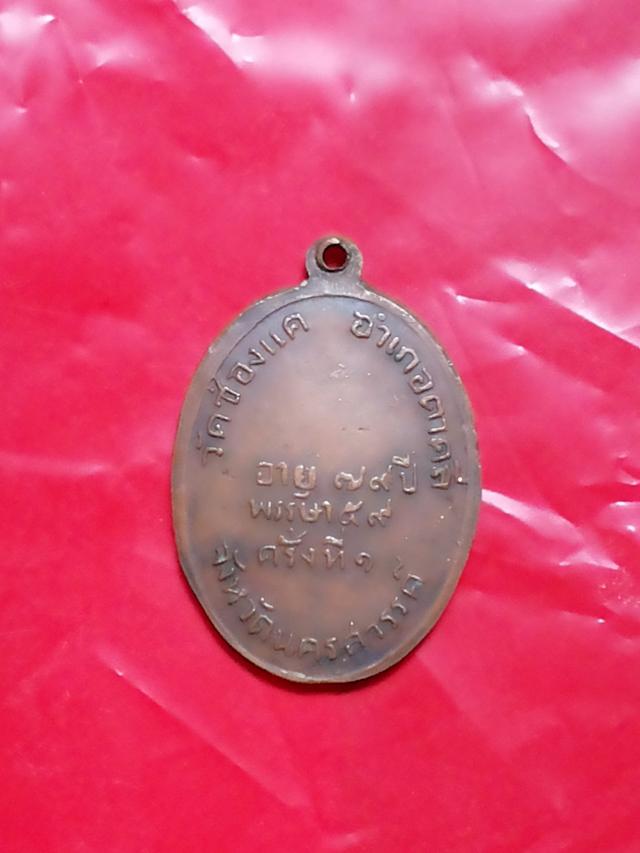 วัดช่องแค อำเภอตาคลี
อายุ ๗๙ ปี
พรรษา ๕๙
ครั้งที่ ๑
จังหวัดนครสวรรค์